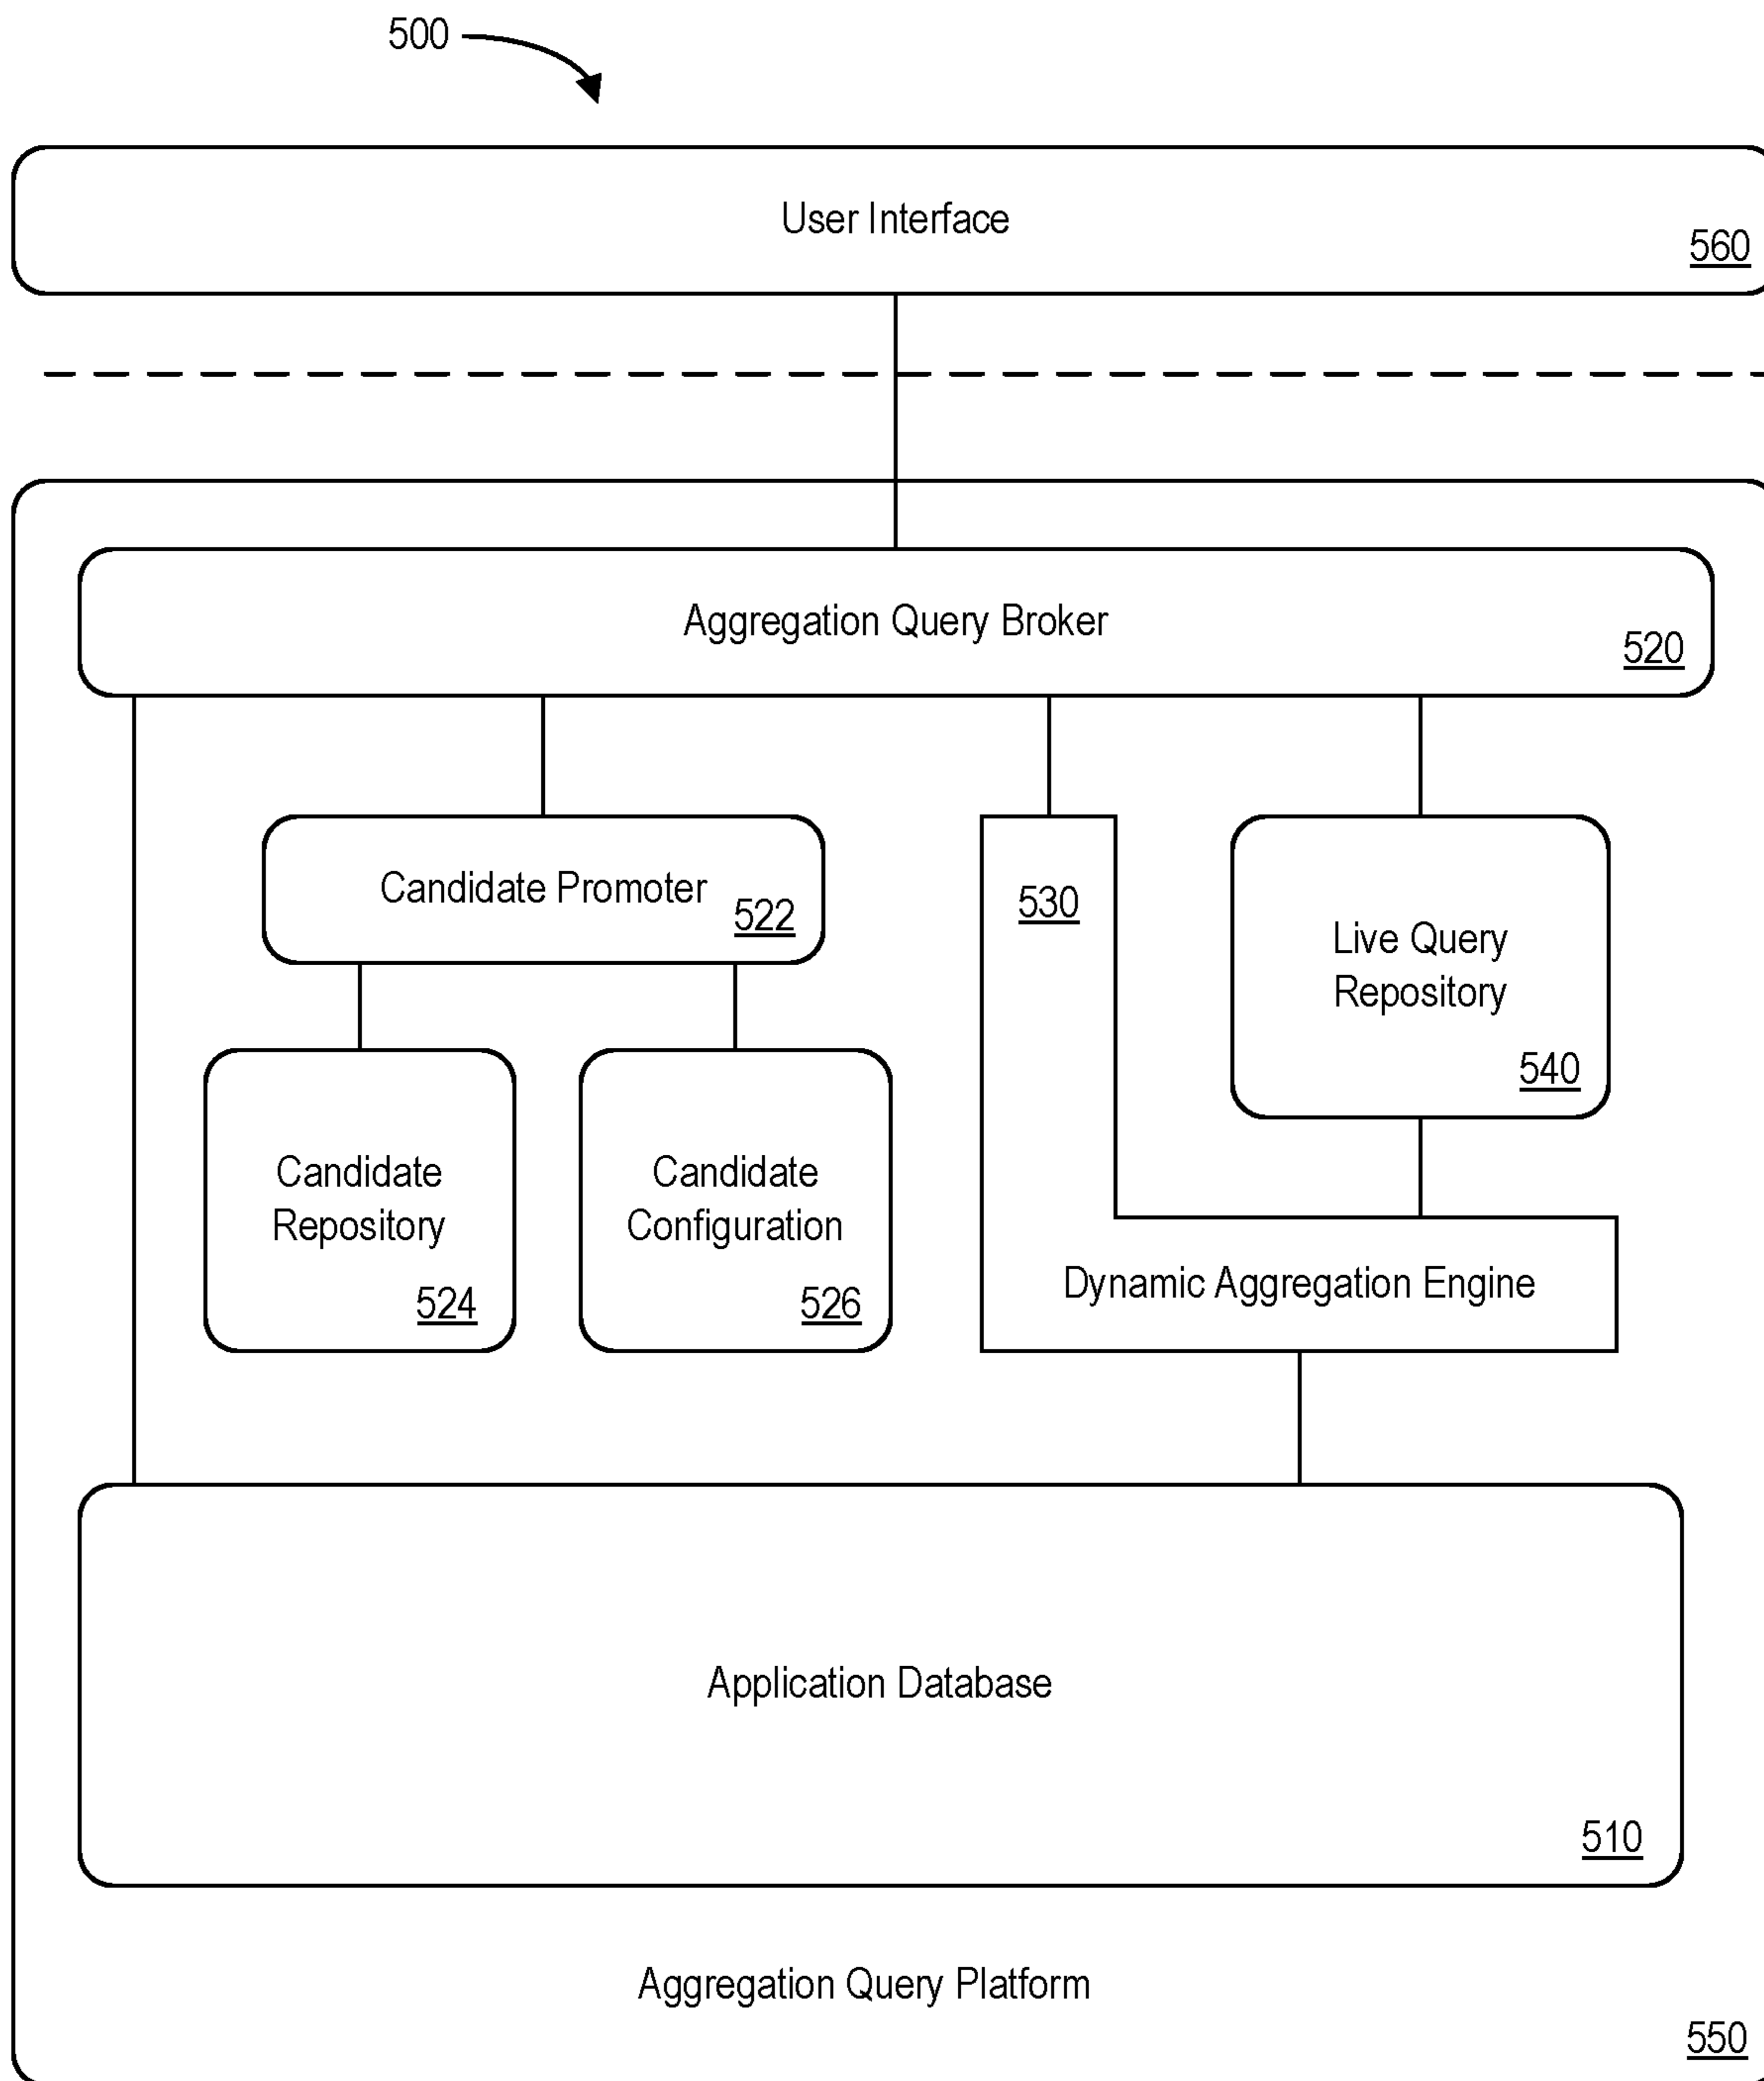 500
User Interface
560
Aggregation Query Broker
520
Candidate Promoter
522
530
Live Query
Repository
540
Candidate
Repository
524
Candidate
Configuration
526
Dynamic Aggregation Engine
Application Database
510
Aggregation Query Platform
550